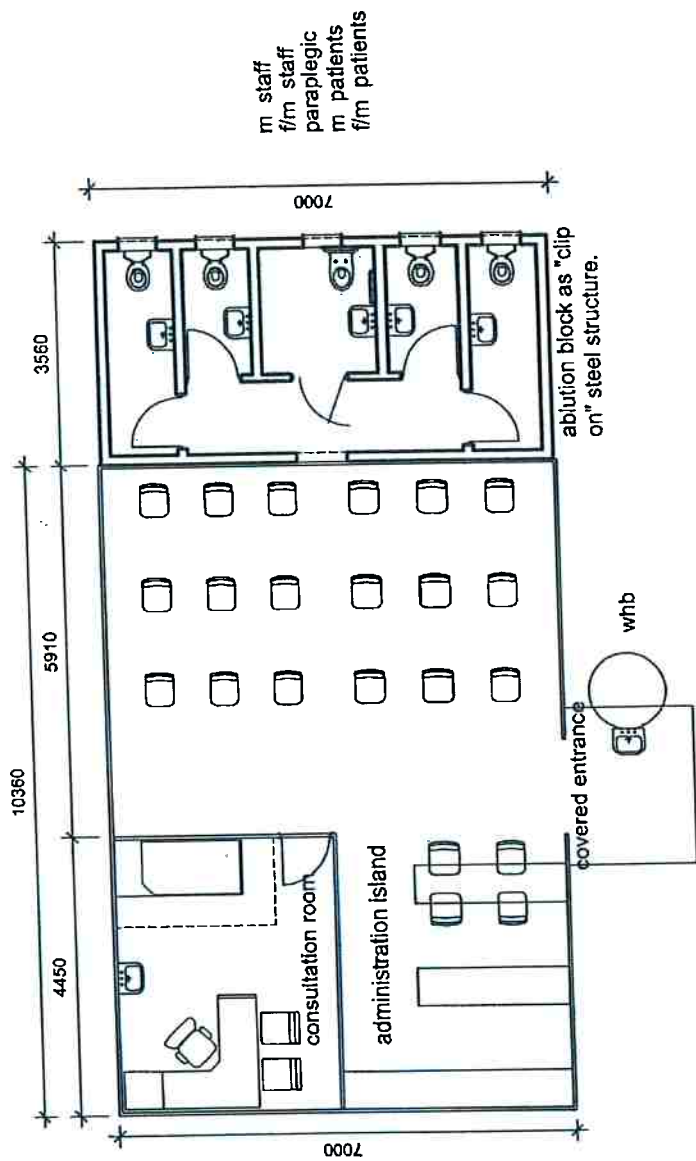 m staff
f/m staff
paraplegic
m patients
f/m patients
7000
3560
10360
5910
4450
ablution block as "clip
on" steel structure.
whb
covered entrance
consultation room
administration island
7000